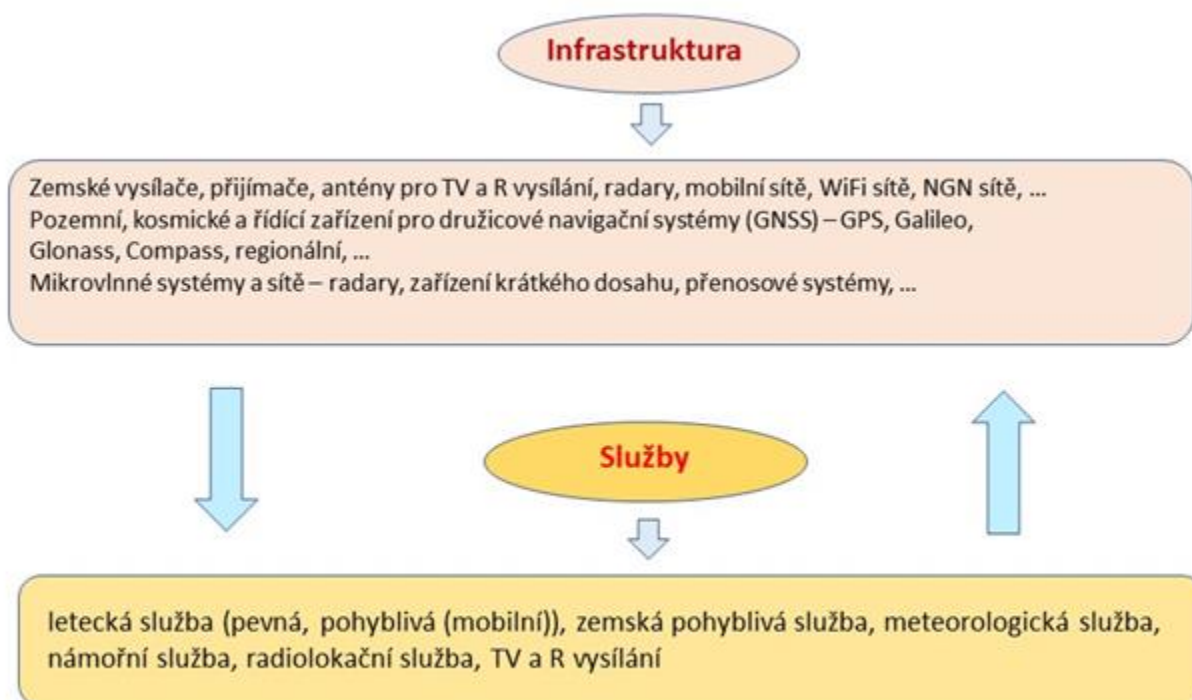 Infrastruktura
Zemské vysílače, přijímače, antény pro TV a R vysílání, radary, mobilní sítě, WiFi sítě, NGN sítě, ...
Pozemní, kosmické a řídící zařízení pro družicové navigační systémy (GNSS) – GPS, Galileo,
Glonass, Compass, regionální, ...
Mikrovlnné systémy a sítě – radary, zařízení krátkého dosahu, přenosové systémy, ...
Služby
letecká služba (pevná, pohyblivá (mobilní)), zemská pohyblivá služba, meteorologická služba,
námořní služba, radiolokační služba, TV a R vysílání